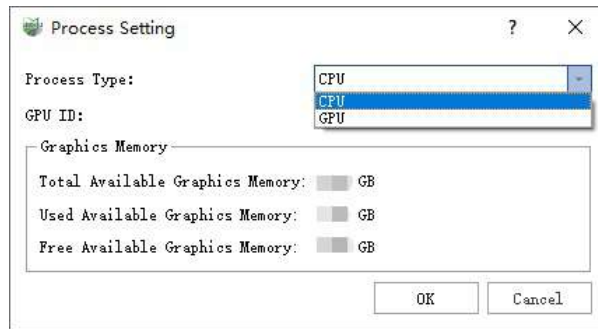 Process Setting
Process Type: CPU
CPU
GPU ID: GPU
Graphics Memory
Total Available Graphics Memory: GB
Used Available Graphics Memory: GB
Free Available Graphics Memory: GB
OK Cancel